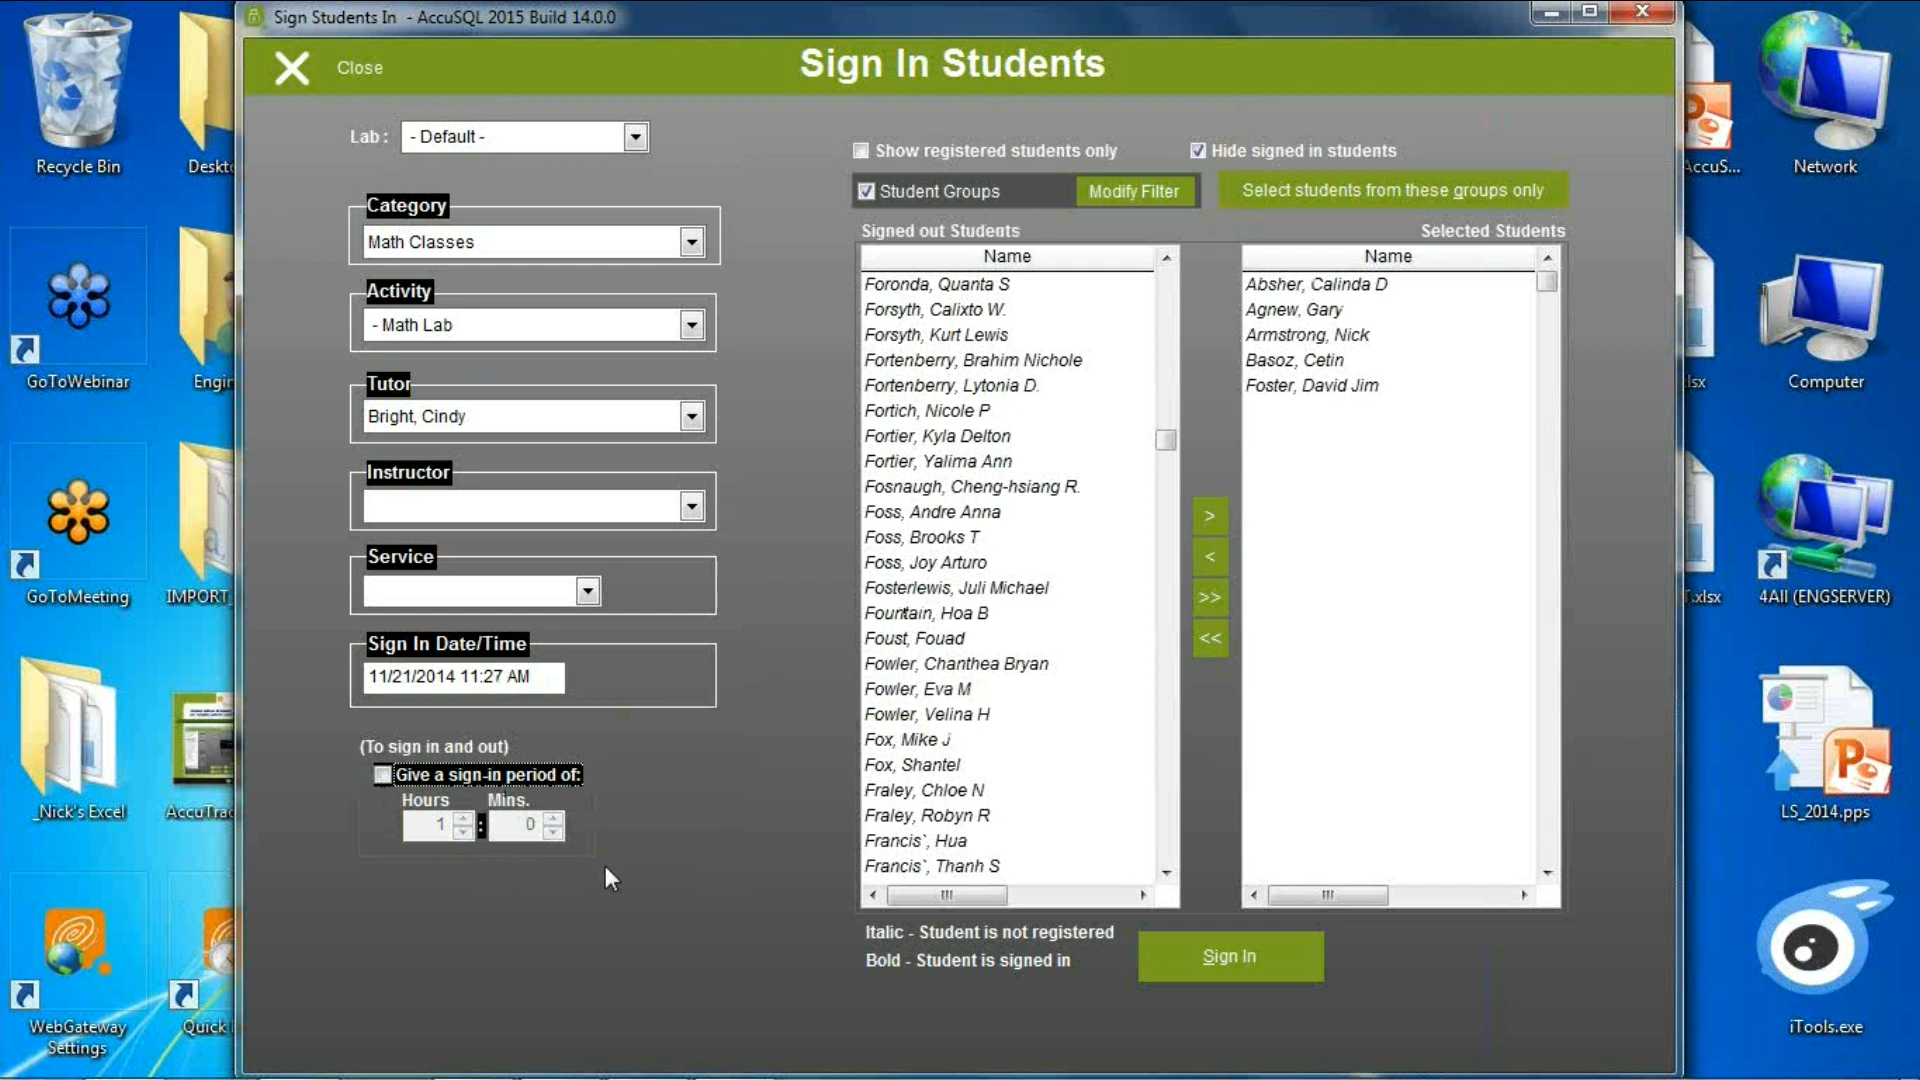 Sign Students In - AccuSQL 2015 Build 14.0.0
Close
Sign In Students
Lab :
- Default -
Category
Math Classes
Activity
- Math Lab
Tutor
Bright, Cindy
Instructor
Service
Sign In Date/Time
11/21/2014 11:27 AM
(To sign in and out)
Give a sign-in period of:
Hours Mins.
1 : 0
Show registered students only
Hide signed in students
Student Groups
Modify Filter
Select students from these groups only
Signed out Students
Name
Foronda, Quanta S
Forsyth, Calixto W.
Forsyth, Kurt Lewis
Fortenberry, Brahim Nichole
Fortenberry, Lytonia D.
Fortich, Nicole P
Fortier, Kyla Delton
Fortier, Yalima Ann
Fosnaugh, Cheng-hsiang R.
Foss, Andre Anna
Foss, Brooks T
Foss, Joy Arturo
Fosterlewis, Juli Michael
Fountain, Hoa B
Foust, Fouad
Fowler, Chanthea Bryan
Fowler, Eva M
Fowler, Velina H
Fox, Mike J
Fox, Shantel
Fraley, Chloe N
Fraley, Robyn R
Francis`, Hua
Francis`, Thanh S
>
<
>>
<<
Selected Students
Name
Absher, Calinda D
Agnew, Gary
Armstrong, Nick
Basoz, Cetin
Foster, David Jim
Italic - Student is not registered
Bold - Student is signed in
Sign In
Recycle Bin
Deskto
GoToWebinar
Engin
GoToMeeting
IMPORT_
_Nick's Excel
AccuTrac
WebGateway
Settings
Quick
AccuS...
Network
lsx
Computer
T.xlsx
4All (ENGSERVER)
LS_2014.pps
iTools.exe